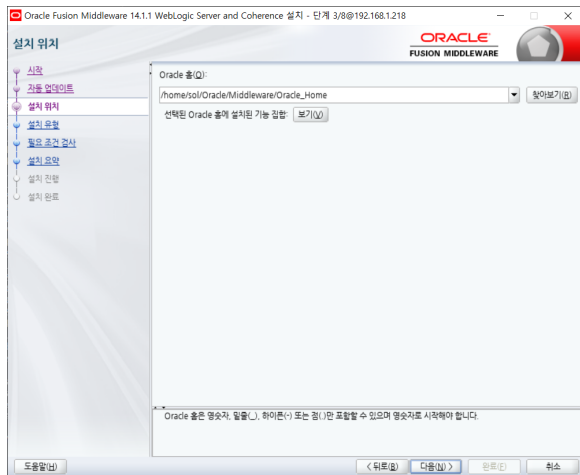 Oracle Fusion Middleware 14.1.1 WebLogic Server and Coherence 설치 - 단계 3/8@192.168.1.218
설치 위치
ORACLE
FUSION MIDDLEWARE
시작
자동 업데이트
설치 위치
설치 유형
필요 조건 검사
설치 요약
설치 진행
설치 완료
Oracle 홈(O):
/home/sol/Oracle/Middleware/Oracle_Home
찾아보기(R)
선택된 Oracle 홈에 설치된 기능 집합: 보기(V)
Oracle 홈은 영숫자, 밑줄(_), 하이픈(-) 또는 점(.)만 포함할 수 있으며 영숫자로 시작해야 합니다.
도움말(H)
< 뒤로(B)
다음(N) >
완료(F)
취소